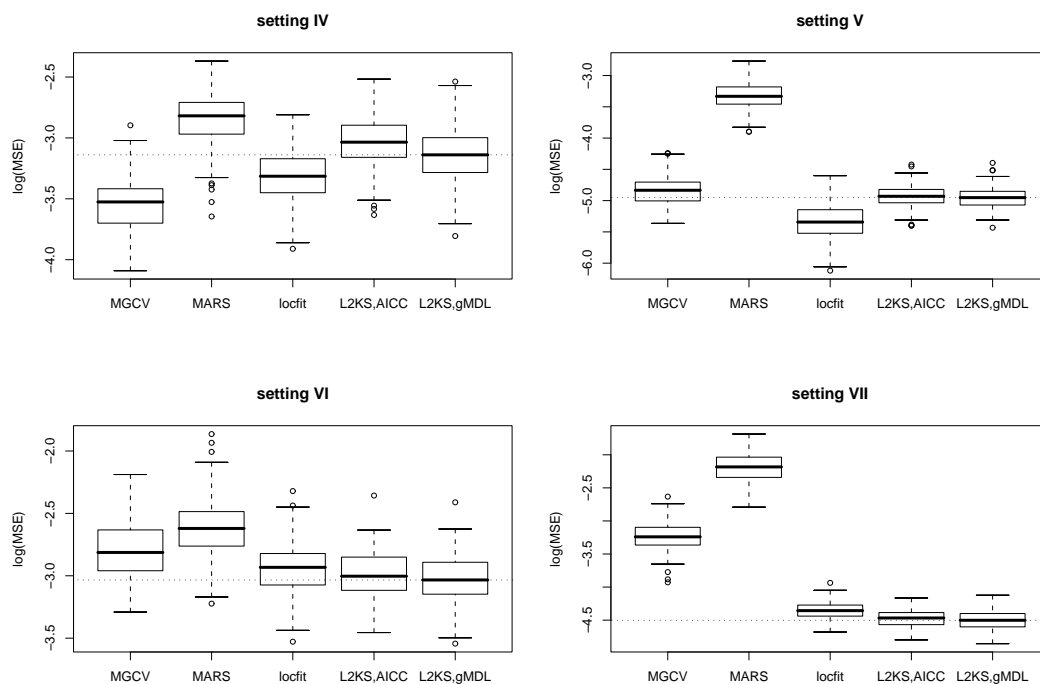 setting IV
log(MSE)
−2.5
−3.0
−3.5
−4.0
MGCV MARS locfit L2KS,AICC L2KS,gMDL
setting V
log(MSE)
−3.0
−4.0
−5.0
−6.0
MGCV MARS locfit L2KS,AICC L2KS,gMDL
setting VI
log(MSE)
−2.0
−2.5
−3.0
−3.5
MGCV MARS locfit L2KS,AICC L2KS,gMDL
setting VII
log(MSE)
−2.5
−3.5
−4.5
MGCV MARS locfit L2KS,AICC L2KS,gMDL